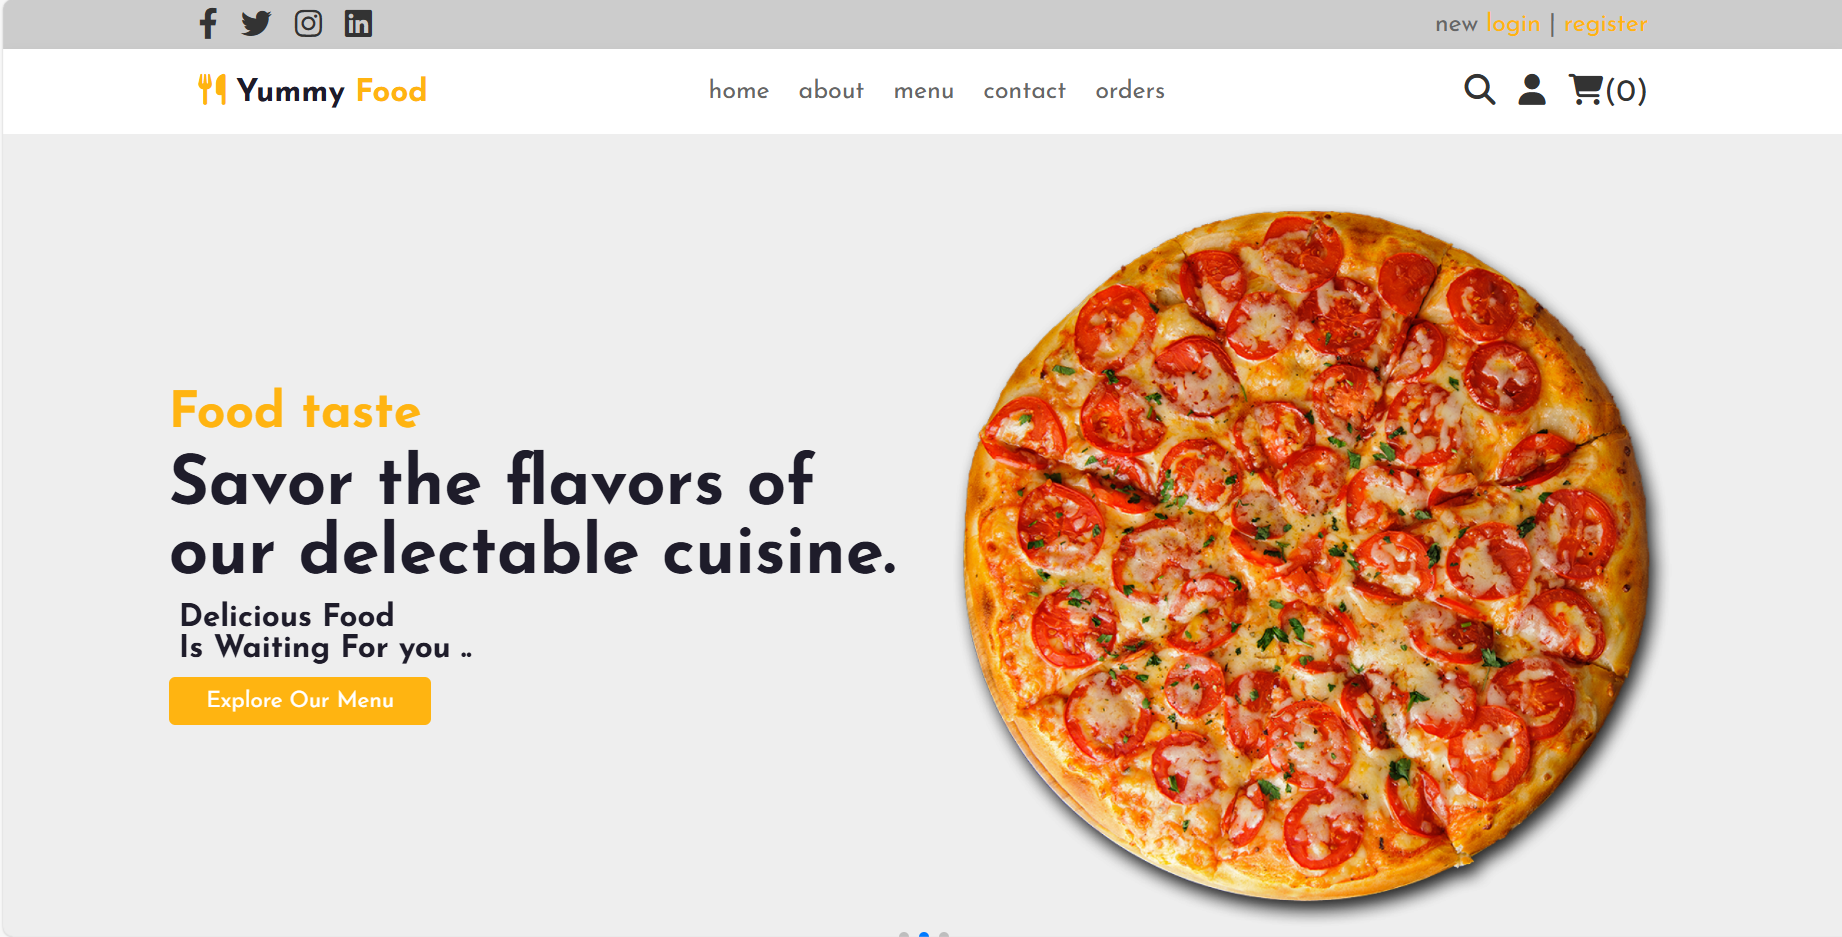 new login | register
Yummy Food
home about menu contact orders
(0)
Food taste
Savor the flavors of
our delectable cuisine.
Delicious Food
Is Waiting For you ..
Explore Our Menu